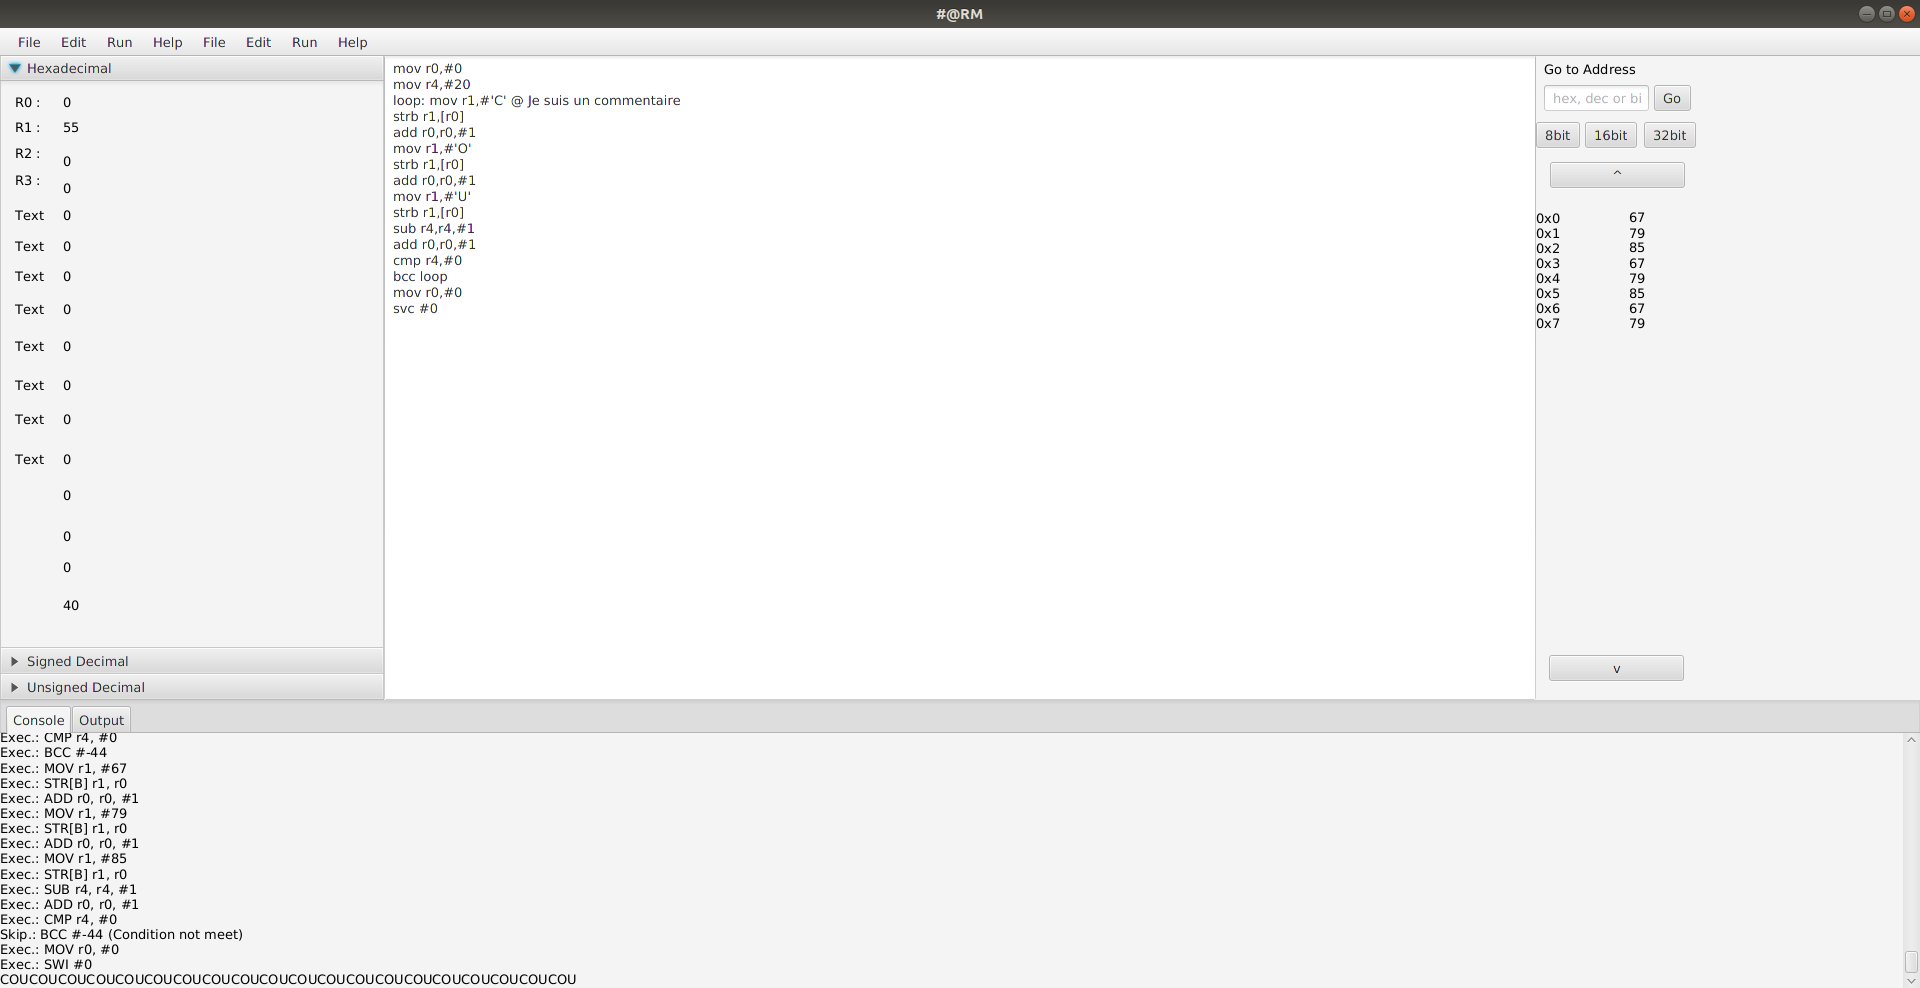 #@RM
File Edit Run Help File Edit Run Help
Hexadecimal
R0 : 0
R1 : 55
R2 : 0
R3 : 0
Text 0
Text 0
Text 0
Text 0
Text 0
Text 0
Text 0
Text 0
0
0
0
40
Signed Decimal
Unsigned Decimal
mov r0,#0
mov r4,#20
loop: mov r1,#'C' @ Je suis un commentaire
strb r1,[r0]
add r0,r0,#1
mov r1,#'O'
strb r1,[r0]
add r0,r0,#1
mov r1,#'U'
strb r1,[r0]
sub r4,r4,#1
add r0,r0,#1
cmp r4,#0
bcc loop
mov r0,#0
svc #0
Go to Address
hex, dec or bi Go
8bit 16bit 32bit
^
0x0 67
0x1 79
0x2 85
0x3 67
0x4 79
0x5 85
0x6 67
0x7 79
v
Console Output
Exec.: CMP r4, #0
Exec.: BCC #-44
Exec.: MOV r1, #67
Exec.: STR[B] r1, r0
Exec.: ADD r0, r0, #1
Exec.: MOV r1, #79
Exec.: STR[B] r1, r0
Exec.: ADD r0, r0, #1
Exec.: MOV r1, #85
Exec.: STR[B] r1, r0
Exec.: SUB r4, r4, #1
Exec.: ADD r0, r0, #1
Exec.: CMP r4, #0
Skip.: BCC #-44 (Condition not meet)
Exec.: MOV r0, #0
Exec.: SWI #0
COUCOUCOUCOUCOUCOUCOUCOUCOUCOUCOUCOUCOUCOUCOUCOUCOUCOUCOUCOU